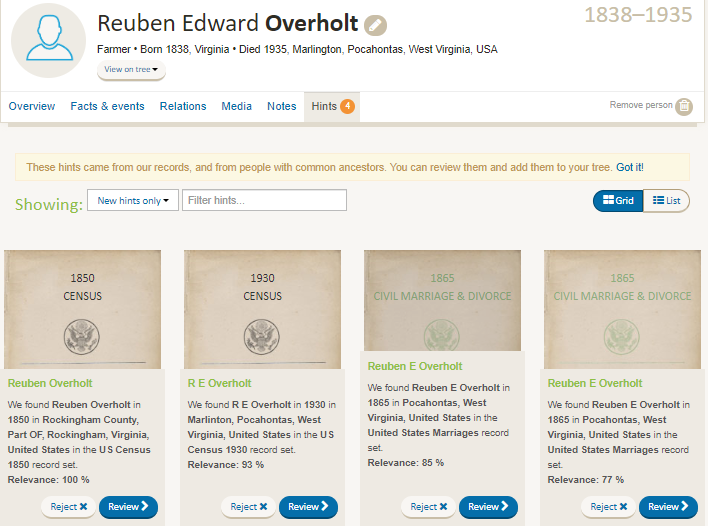 Reuben Edward Overholt
1838–1935
Farmer • Born 1838, Virginia • Died 1935, Marlington, Pocahontas, West Virginia, USA
View on tree
Overview Facts & events Relations Media Notes Hints 4
Remove person
These hints came from our records, and from people with common ancestors. You can review them and add them to your tree. Got it!
Showing: New hints only Filter hints...
Grid List
1850
CENSUS
Reuben Overholt
We found Reuben Overholt in
1850 in Rockingham County,
Part OF, Rockingham, Virginia,
United States in the US Census
1850 record set.
Relevance: 100 %
Reject Review
1930
CENSUS
R E Overholt
We found R E Overholt in 1930 in
Marlinton, Pocahontas, West
Virginia, United States in the US
Census 1930 record set.
Relevance: 93 %
Reject Review
1865
CIVIL MARRIAGE & DIVORCE
Reuben E Overholt
We found Reuben E Overholt in
1865 in Pocahontas, West
Virginia, United States in the
United States Marriages record
set.
Relevance: 85 %
Reject Review
1865
CIVIL MARRIAGE & DIVORCE
Reuben E Overholt
We found Reuben E Overholt in
1865 in Pocahontas, West
Virginia, United States in the
United States Marriages record
set.
Relevance: 77 %
Reject Review